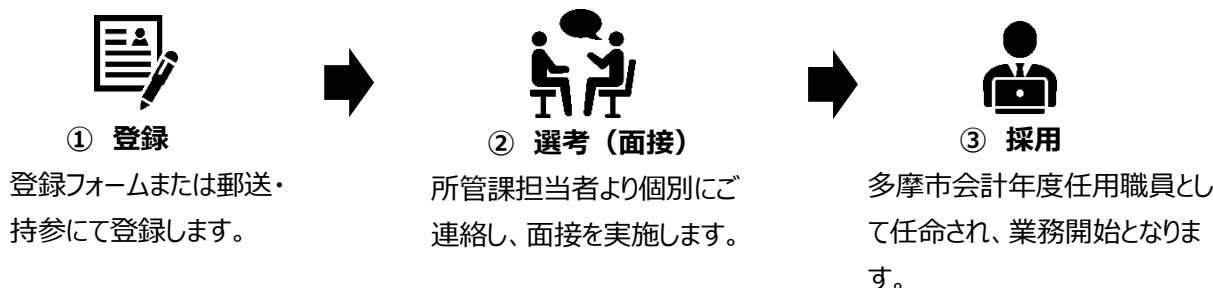 ① 登録
登録フォームまたは郵送・
持参にて登録します。
② 選考（面接）
所管課担当者より個別にご
連絡し、面接を実施します。
③ 採用
多摩市会計年度任用職員とし
て任命され、業務開始となりま
す。